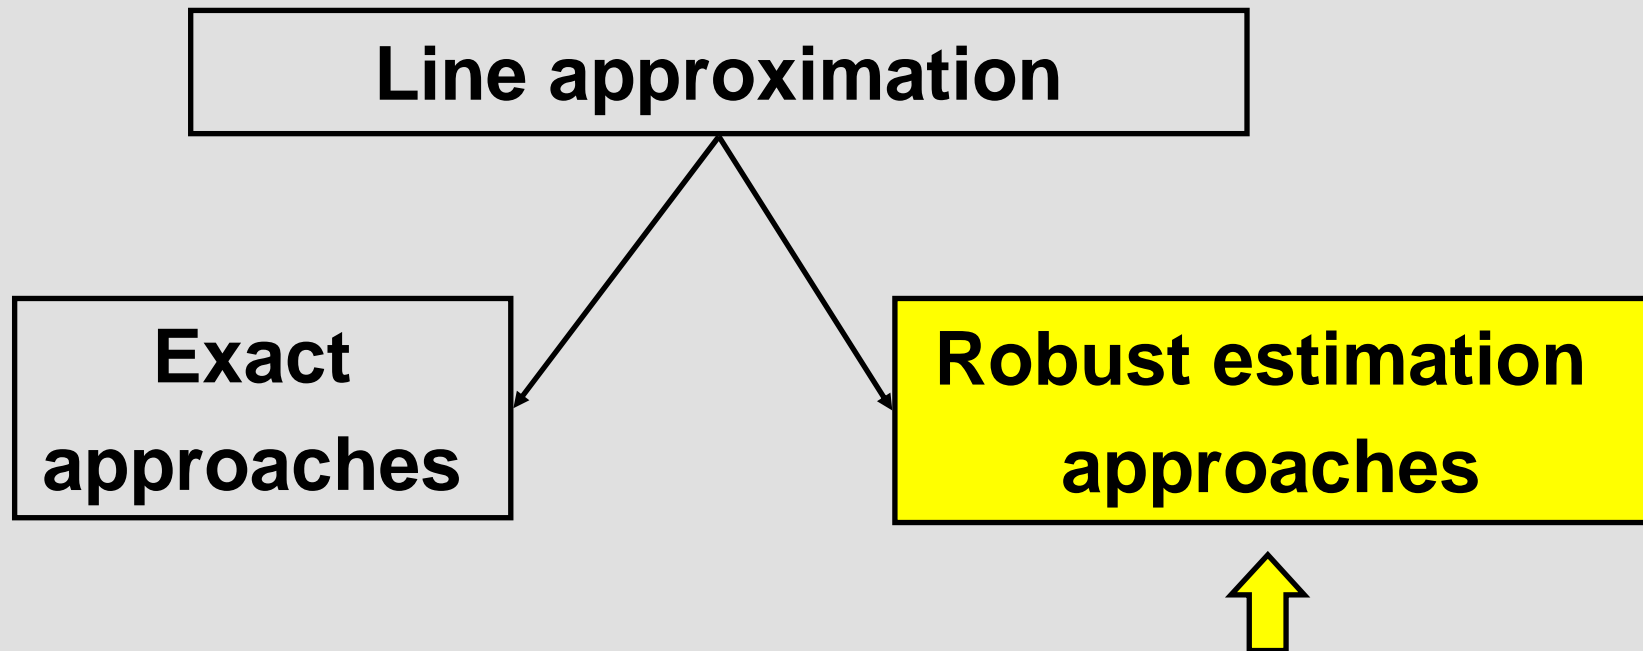 Line approximation
Exact
approaches
Robust estimation
approaches